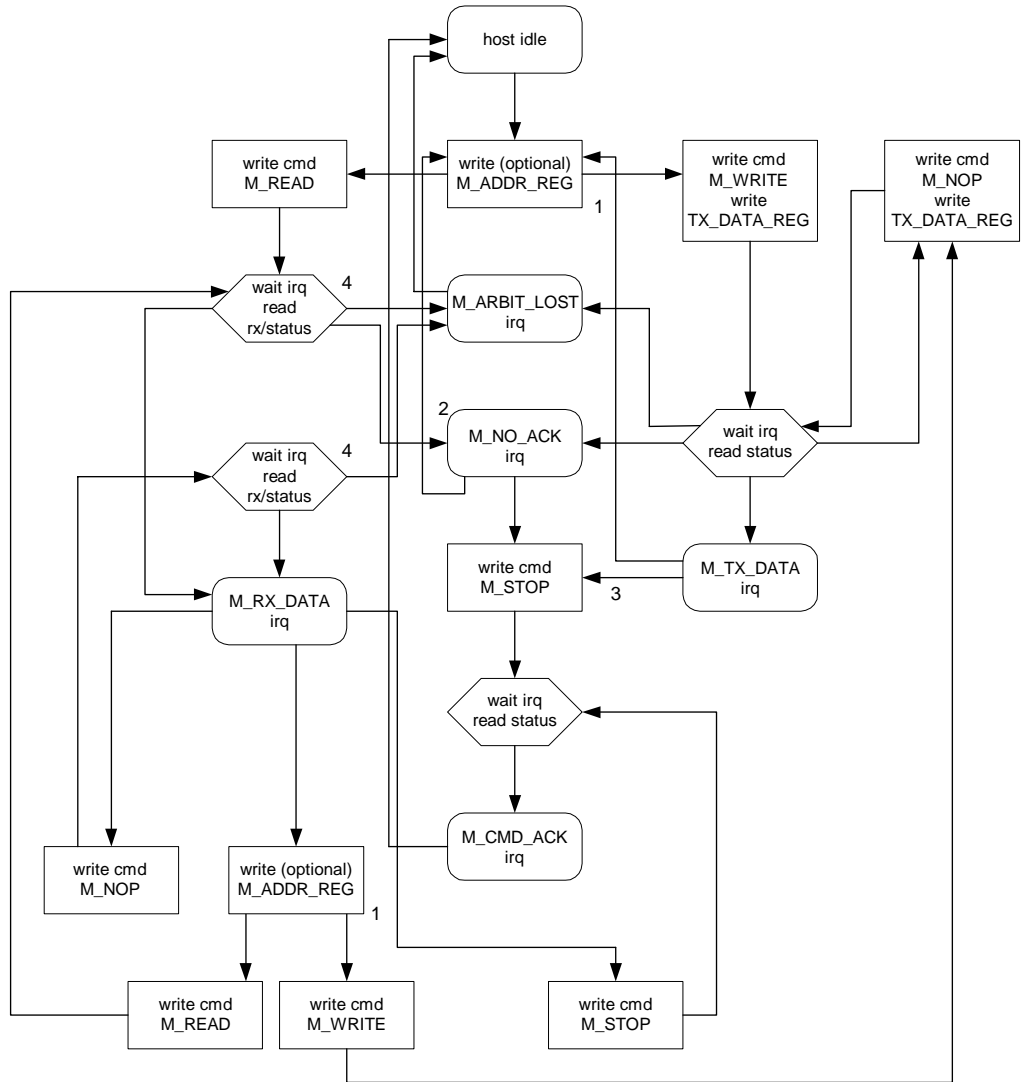 host idle
write cmd
M_READ
write (optional)
M_ADDR_REG
1
write cmd
M_WRITE
write
TX_DATA_REG
write cmd
M_NOP
write
TX_DATA_REG
wait irq
read
rx/status
4
M_ARBIT_LOST
irq
2
M_NO_ACK
irq
wait irq
read status
wait irq
read
rx/status
4
write cmd
M_STOP
3
M_TX_DATA
irq
M_RX_DATA
irq
wait irq
read status
M_CMD_ACK
irq
write cmd
M_NOP
write (optional)
M_ADDR_REG
1
write cmd
M_READ
write cmd
M_WRITE
write cmd
M_STOP